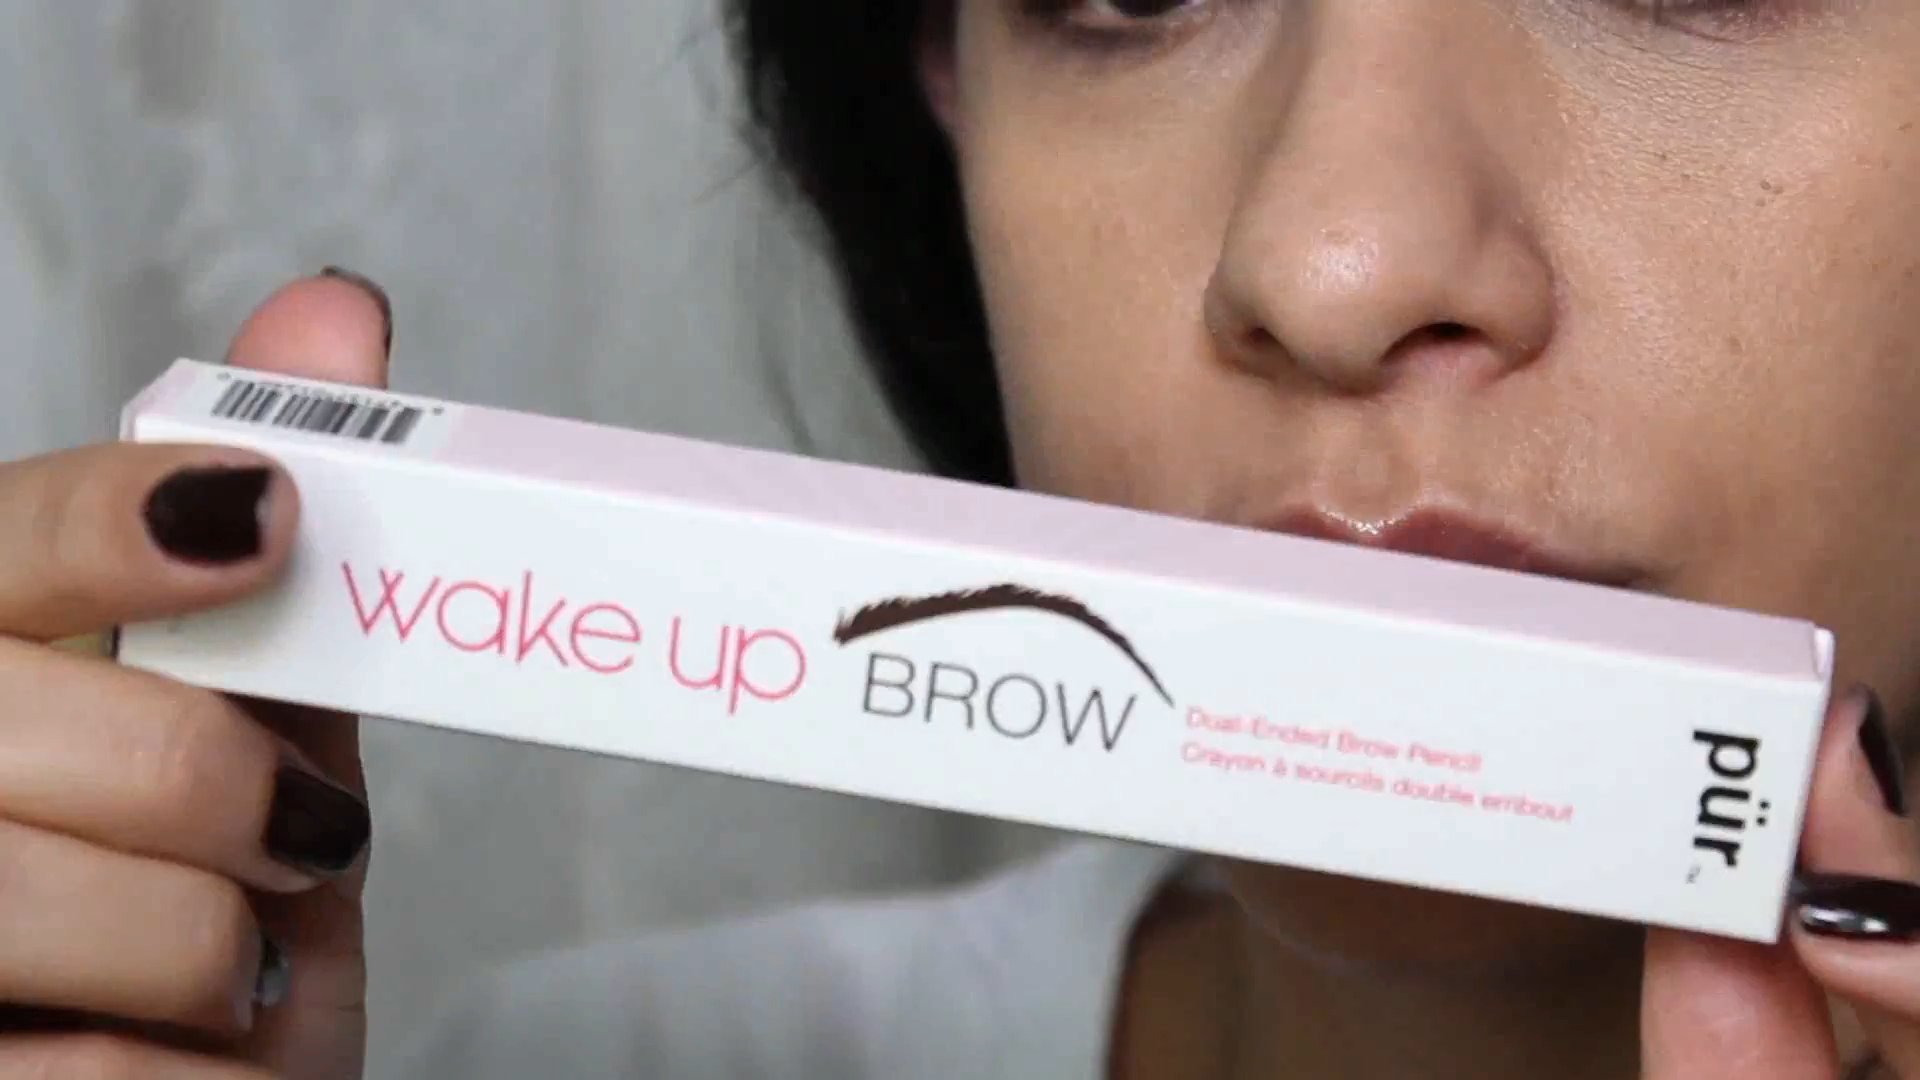 wake up
BROW
Dual-Ended Brow Pencil
Crayon à sourcils double embout
pür